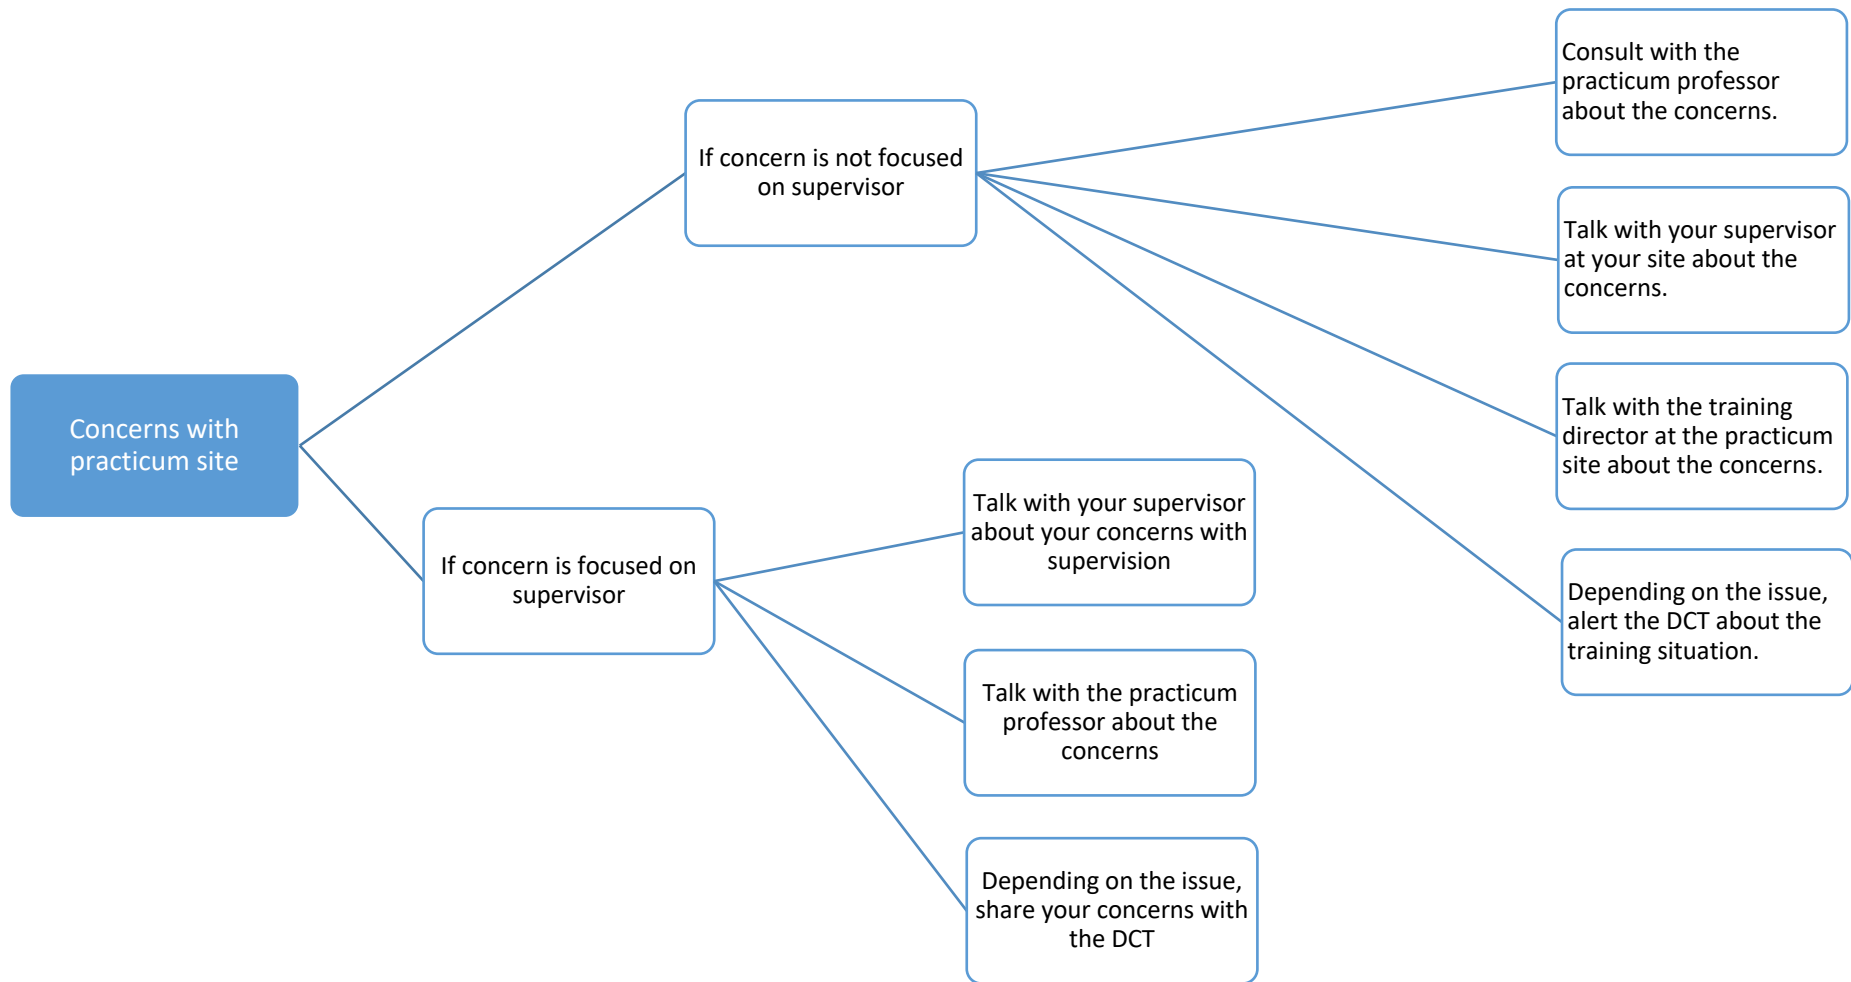 Concerns with
practicum site
If concern is not focused
on supervisor
Consult with the
practicum professor
about the concerns.
Talk with your supervisor
at your site about the
concerns.
Talk with the training
director at the practicum
site about the concerns.
Depending on the issue,
alert the DCT about the
training situation.
If concern is focused on
supervisor
Talk with your supervisor
about your concerns with
supervision
Talk with the practicum
professor about the
concerns
Depending on the issue,
share your concerns with
the DCT